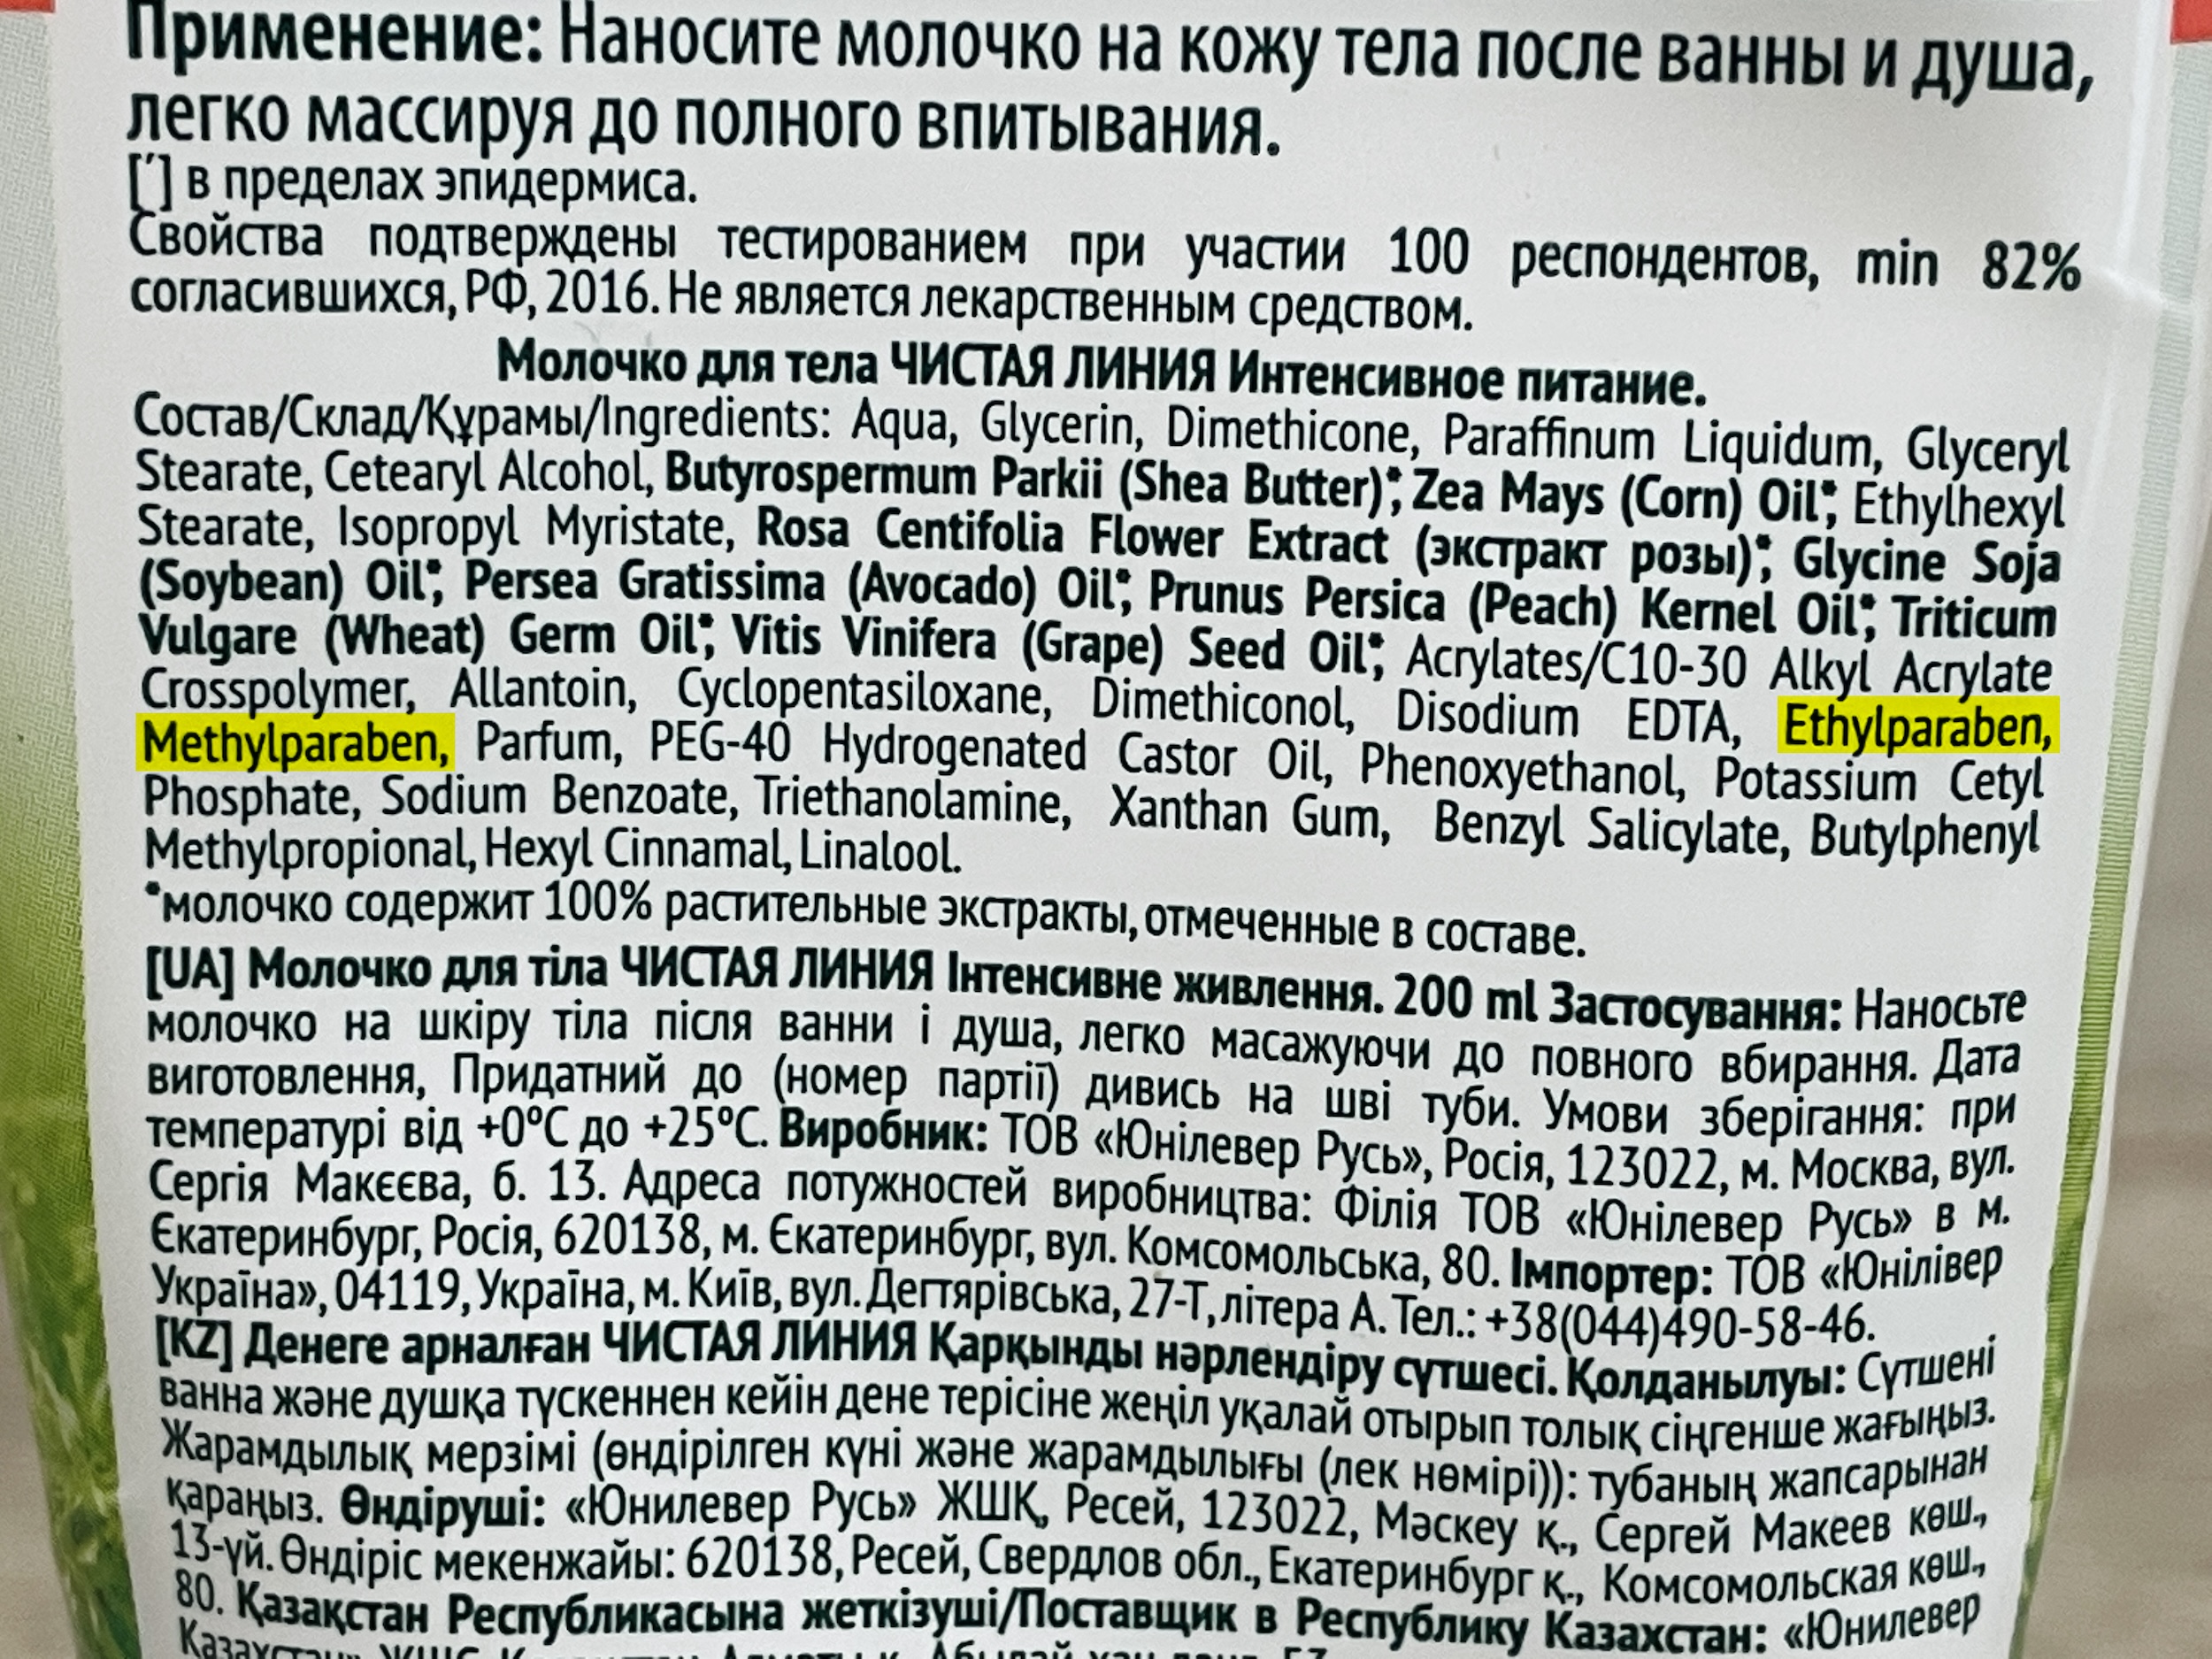 Применение: Наносите молочко на кожу тела после ванны и душа,
легко массируя до полного впитывания.
[′] в пределах эпидермиса.
Свойства подтверждены тестированием при участии 100 респондентов, min 82%
согласившихся, РФ, 2016. Не является лекарственным средством.
Молочко для тела ЧИСТАЯ ЛИНИЯ Интенсивное питание.
Состав/Склад/Құрамы/Ingredients: Aqua, Glycerin, Dimethicone, Paraffinum Liquidum, Glyceryl
Stearate, Cetearyl Alcohol, Butyrospermum Parkii (Shea Butter)*, Zea Mays (Corn) Oil*, Ethylhexyl
Stearate, Isopropyl Myristate, Rosa Centifolia Flower Extract (экстракт розы)*, Glycine Soja
(Soybean) Oil*, Persea Gratissima (Avocado) Oil*, Prunus Persica (Peach) Kernel Oil*, Triticum
Vulgare (Wheat) Germ Oil*, Vitis Vinifera (Grape) Seed Oil*, Acrylates/C10-30 Alkyl Acrylate
Crosspolymer, Allantoin, Cyclopentasiloxane, Dimethiconol, Disodium EDTA, Ethylparaben,
Methylparaben, Parfum, PEG-40 Hydrogenated Castor Oil, Phenoxyethanol, Potassium Cetyl
Phosphate, Sodium Benzoate, Triethanolamine, Xanthan Gum, Benzyl Salicylate, Butylphenyl
Methylpropional, Hexyl Cinnamal, Linalool.
*молочко содержит 100% растительные экстракты, отмеченные в составе.
[UA] Молочко для тіла ЧИСТАЯ ЛИНИЯ Інтенсивне живлення. 200 ml Застосування: Наносьте
молочко на шкіру тіла після ванни і душа, легко масажуючи до повного вбирання. Дата
виготовлення, Придатний до (номер партії) дивись на шві туби. Умови зберігання: при
температурі від +0°C до +25°C. Виробник: ТОВ «Юнілевер Русь», Росія, 123022, м. Москва, вул.
Сергія Макєєва, б. 13. Адреса потужностей виробництва: Філія ТОВ «Юнілевер Русь» в м.
Єкатеринбург, Росія, 620138, м. Єкатеринбург, вул. Комсомольська, 80. Імпортер: ТОВ «Юнілівер
Україна», 04119, Україна, м. Київ, вул. Дегтярівська, 27-Т, літера А. Тел.: +38(044)490-58-46.
[KZ] Денеге арналған ЧИСТАЯ ЛИНИЯ Қарқынды нәрлендіру сүтшесі. Қолданылуы: Сүтшені
ванна және душқа түскеннен кейін дене терісіне жеңіл уқалай отырып толық сіңгенше жағыңыз.
Жарамдылық мерзімі (өндірілген күні және жарамдылығы (лек нөмірі)): тубаның жапсарынан
қараңыз. Өндіруші: «Юнилевер Русь» ЖШҚ, Ресей, 123022, Мәскеу қ., Сергей Макеев көш.,
13-үй. Өндіріс мекенжайы: 620138, Ресей, Свердлов обл., Екатеринбург қ., Комсомольская көш.,
80. Қазақстан Республикасына жеткізуші/Поставщик в Республику Казахстан: «Юнилевер